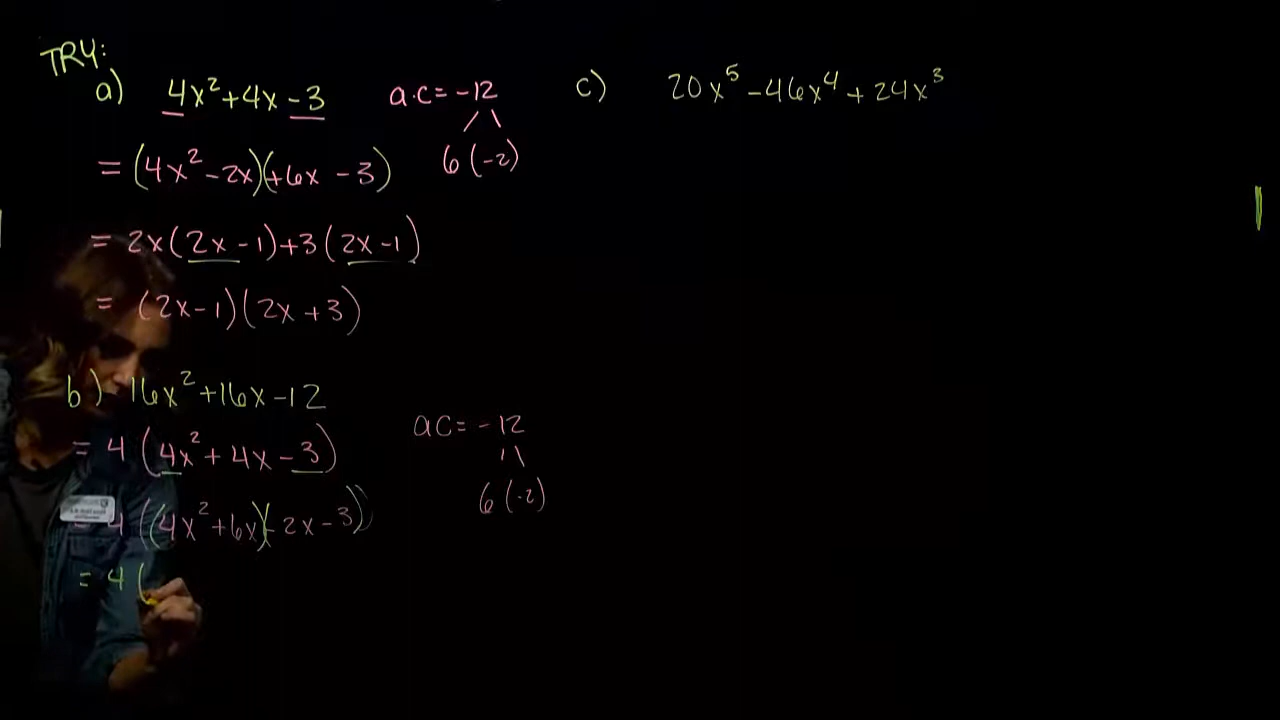 TRY:
a) 4x² + 4x - 3
a·c = -12
6 (-2)
= (4x² - 2x)(+6x - 3)
= 2x (2x - 1) + 3 (2x - 1)
= (2x - 1)(2x + 3)
b) 16x² + 16x - 12
= 4 (4x² + 4x - 3)
ac = -12
6 (-2)
= 4 ((4x² + 6x)(- 2x - 3))
= 4 (
c) 20x⁵ - 46x⁴ + 24x³